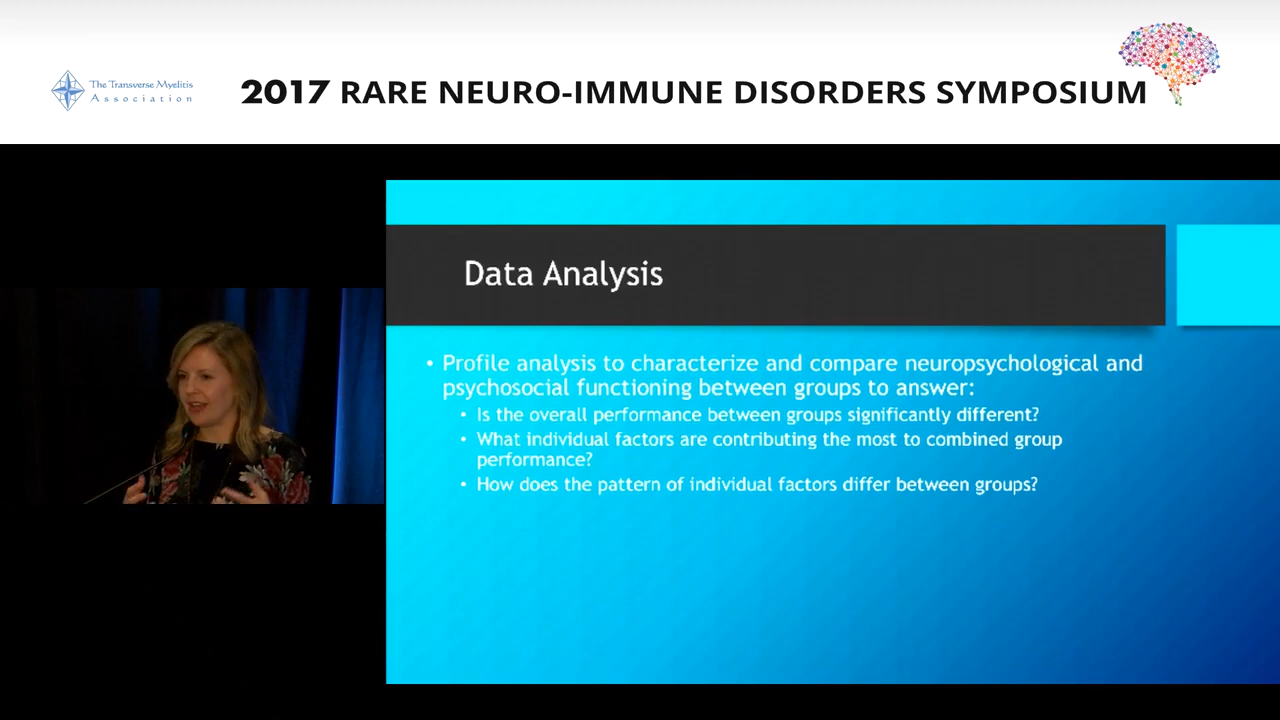 The Transverse Myelitis
Association
2017 RARE NEURO-IMMUNE DISORDERS SYMPOSIUM
Data Analysis
• Profile analysis to characterize and compare neuropsychological and
psychosocial functioning between groups to answer:
• Is the overall performance between groups significantly different?
• What individual factors are contributing the most to combined group
performance?
• How does the pattern of individual factors differ between groups?